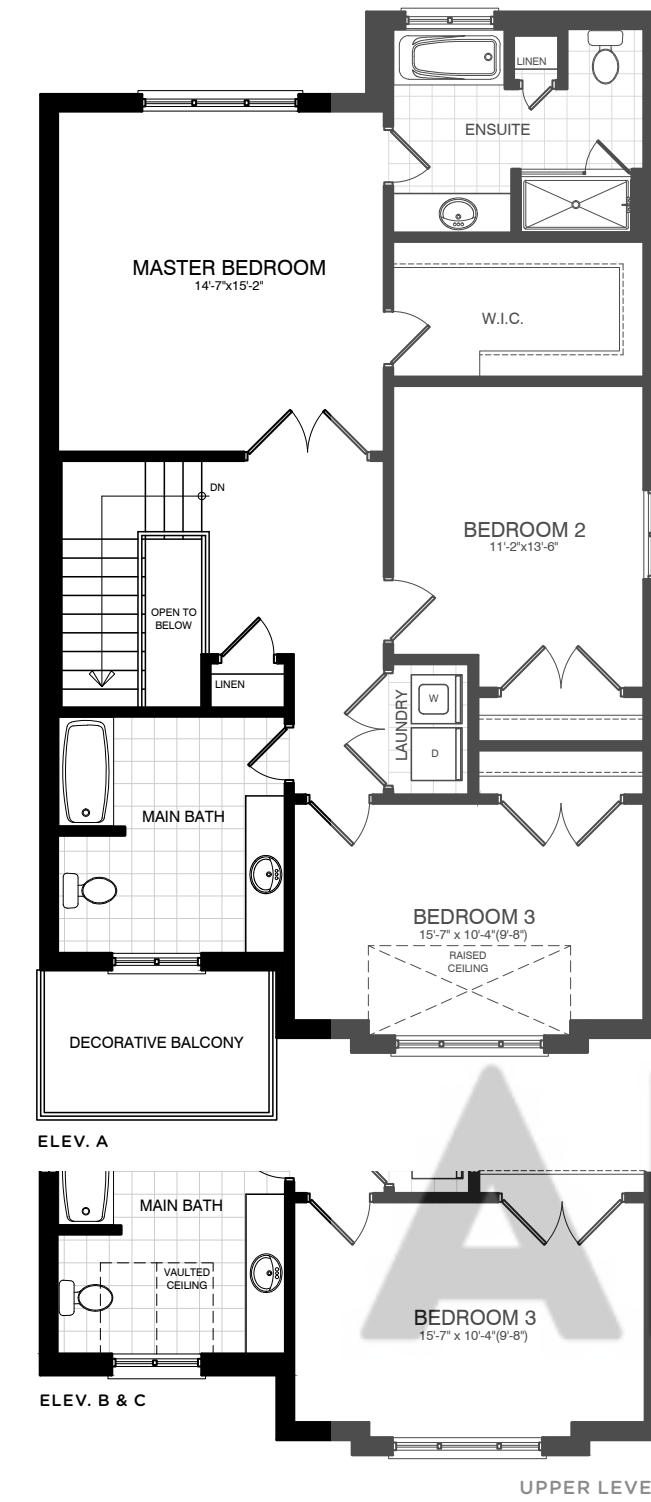 LINEN
ENSUITE
MASTER BEDROOM
14'-7"x15'-2"
W.I.C.
DN
BEDROOM 2
11'-2"x13'-6"
OPEN TO
BELOW
LINEN
LAUNDRY
W
D
MAIN BATH
BEDROOM 3
15'-7" x 10'-4"(9'-8")
RAISED
CEILING
DECORATIVE BALCONY
ELEV. A
A
MAIN BATH
VAULTED
CEILING
BEDROOM 3
15'-7" x 10'-4"(9'-8")
ELEV. B & C
UPPER LEVE